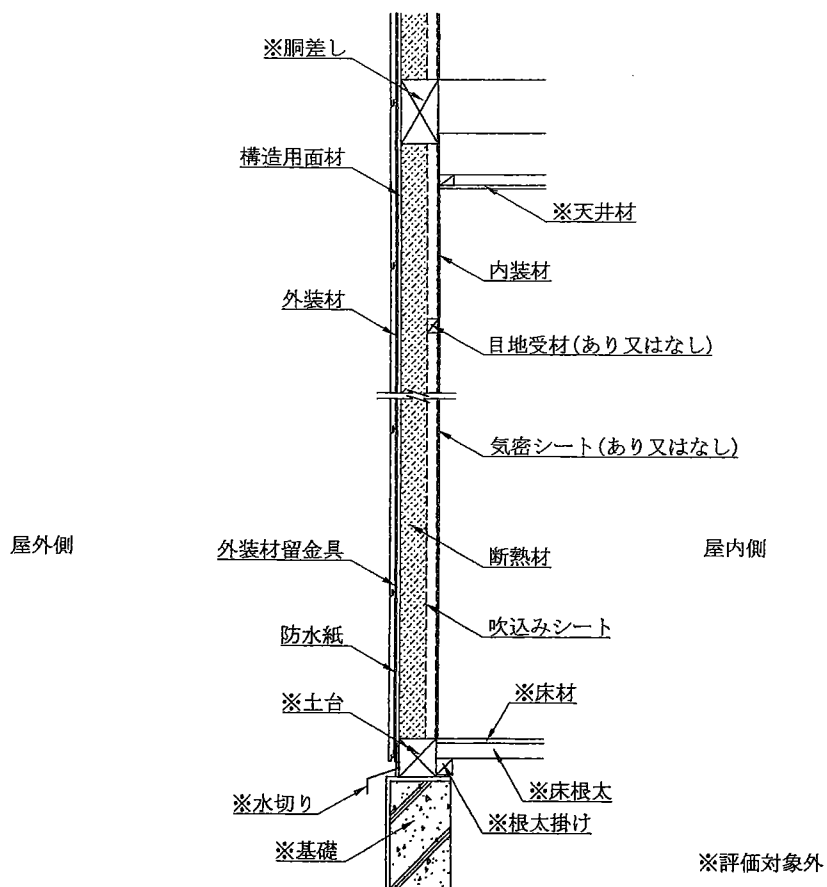 ※胴差し
構造用面材
※天井材
内装材
外装材
目地受材(あり又はなし)
気密シート(あり又はなし)
屋外側
外装材留金具
断熱材
屋内側
吹込みシート
防水紙
※床材
※土台
※床根太
※水切り
※根太掛け
※基礎
※評価対象外